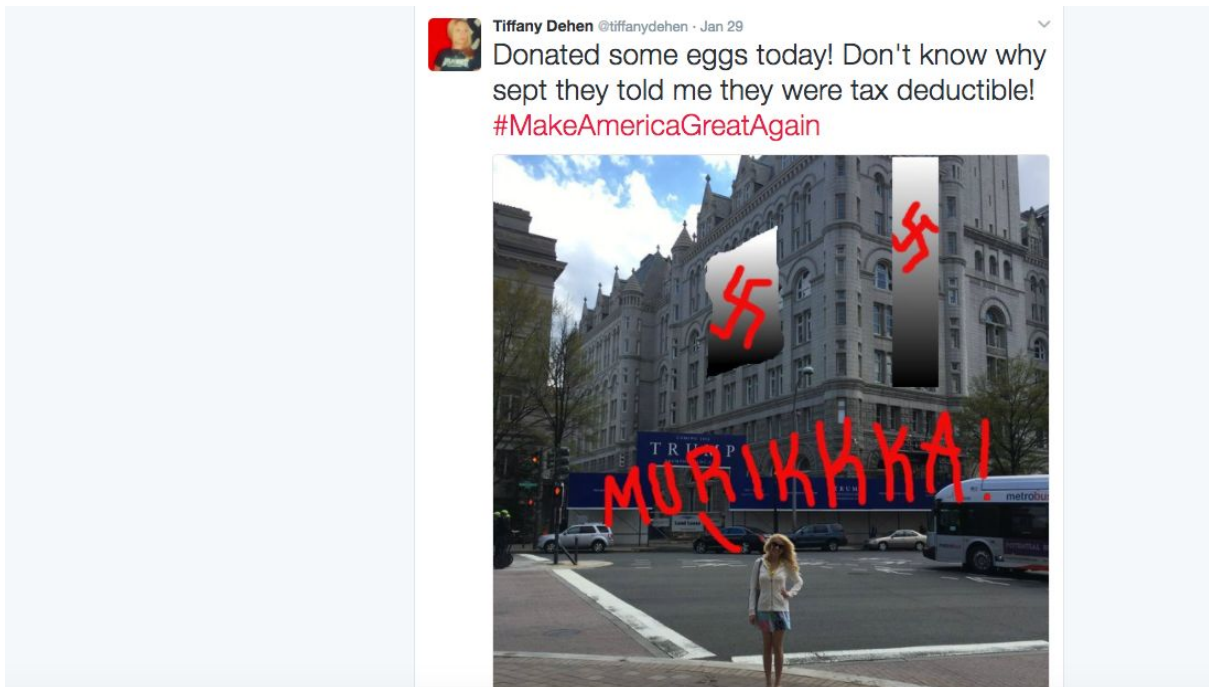 Tiffany Dehen @tiffanydehen · Jan 29
Donated some eggs today! Don't know why
sept they told me they were tax deductible!
#MakeAmericaGreatAgain
TRUMP
MURIKKKA!
TRUMP
metrobus